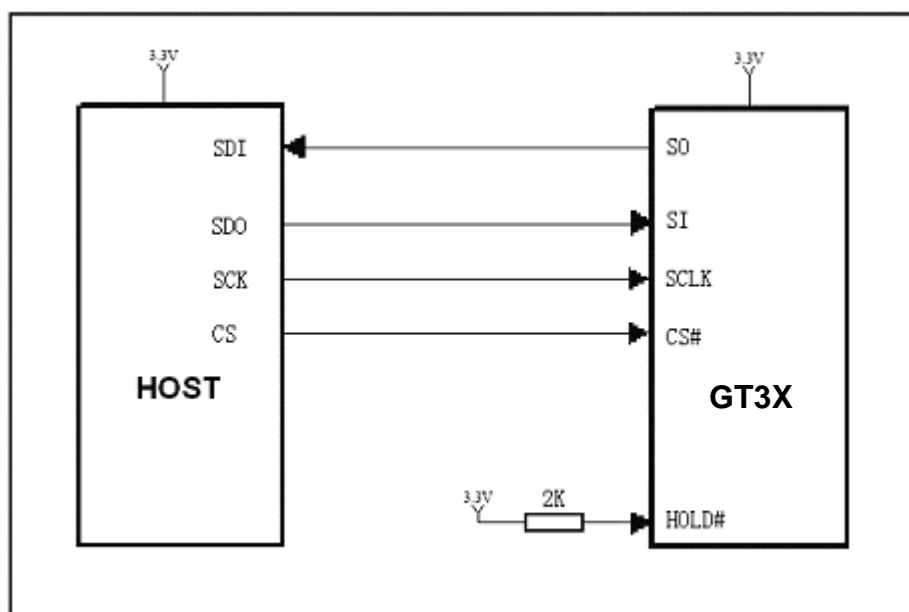 3.3V 3.3V
SDI SO
SDO SI
SCK SCLK
CS CS#
HOST GT3X
3.3V 2K HOLD#